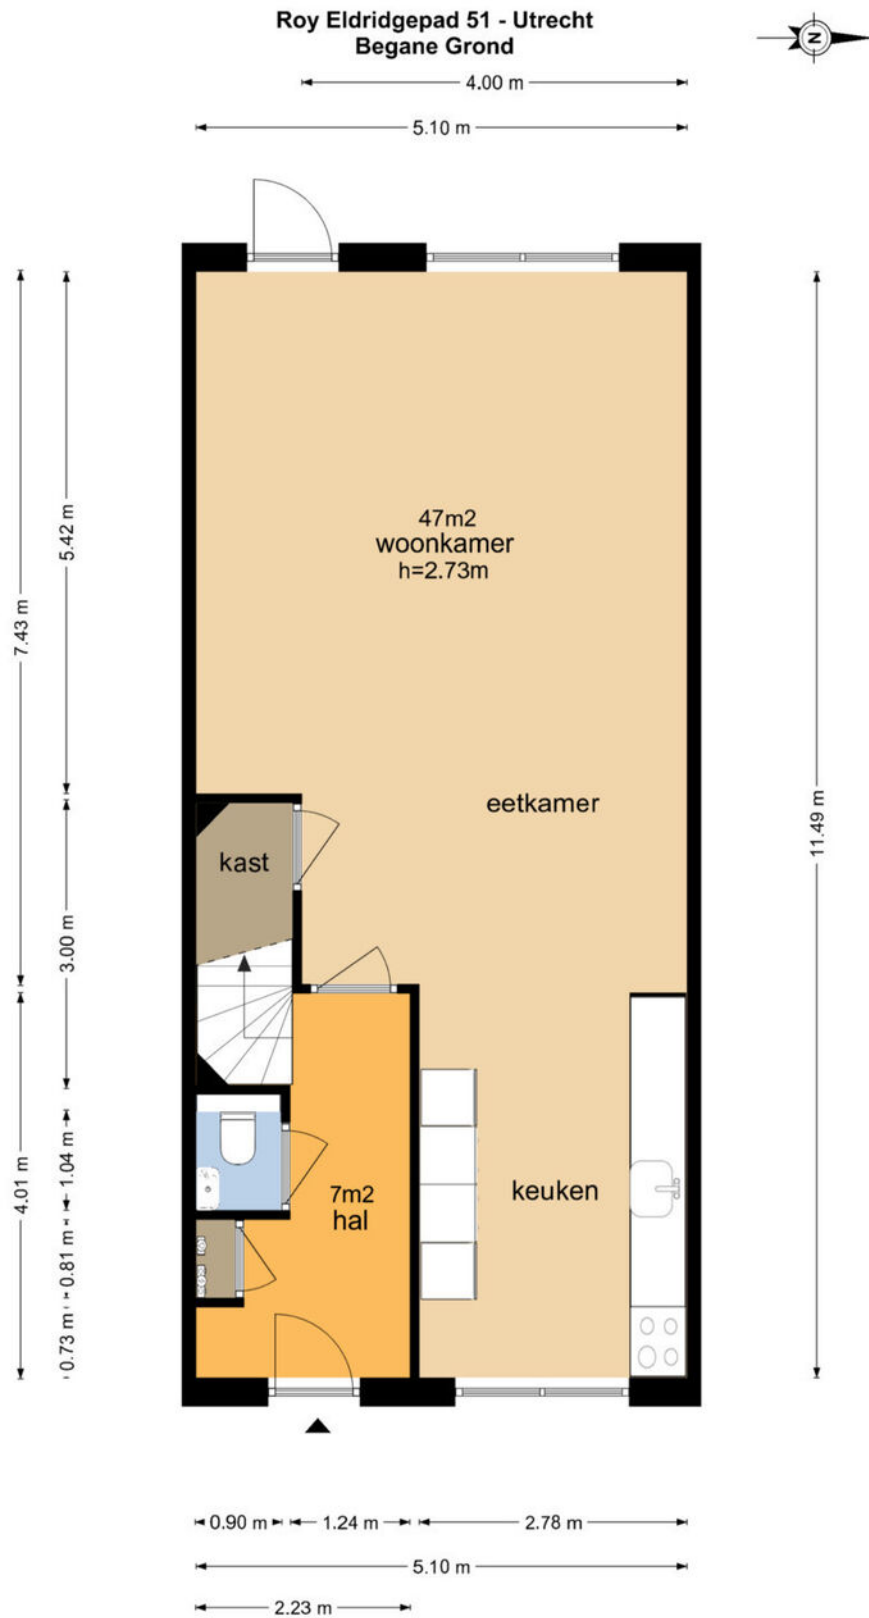 Roy Eldridgepad 51 - Utrecht
Begane Grond
N
4.00 m
5.10 m
47m2
woonkamer
h=2.73m
5.42 m
7.43 m
11.49 m
eetkamer
kast
3.00 m
4.01 m
1.04 m
7m2
hal
keuken
0.81 m
0.73 m
0.90 m
1.24 m
2.78 m
5.10 m
2.23 m